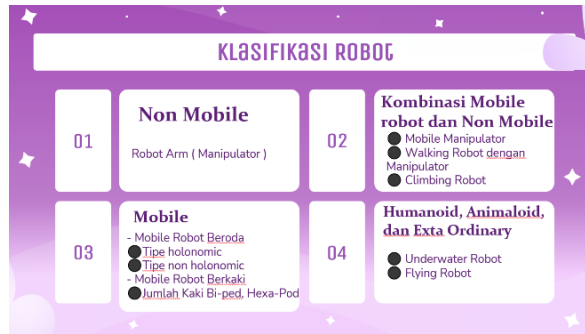 Klasifikasi Robot
01
Non Mobile
Robot Arm ( Manipulator )
02
Kombinasi Mobile
robot dan Non Mobile
● Mobile Manipulator
● Walking Robot dengan
Manipulator
● Climbing Robot
03
Mobile
- Mobile Robot Beroda
● Tipe holonomic
● Tipe non holonomic
- Mobile Robot Berkaki
● Jumlah Kaki Bi-ped, Hexa-Pod
04
Humanoid, Animaloid,
dan Exta Ordinary
● Underwater Robot
● Flying Robot